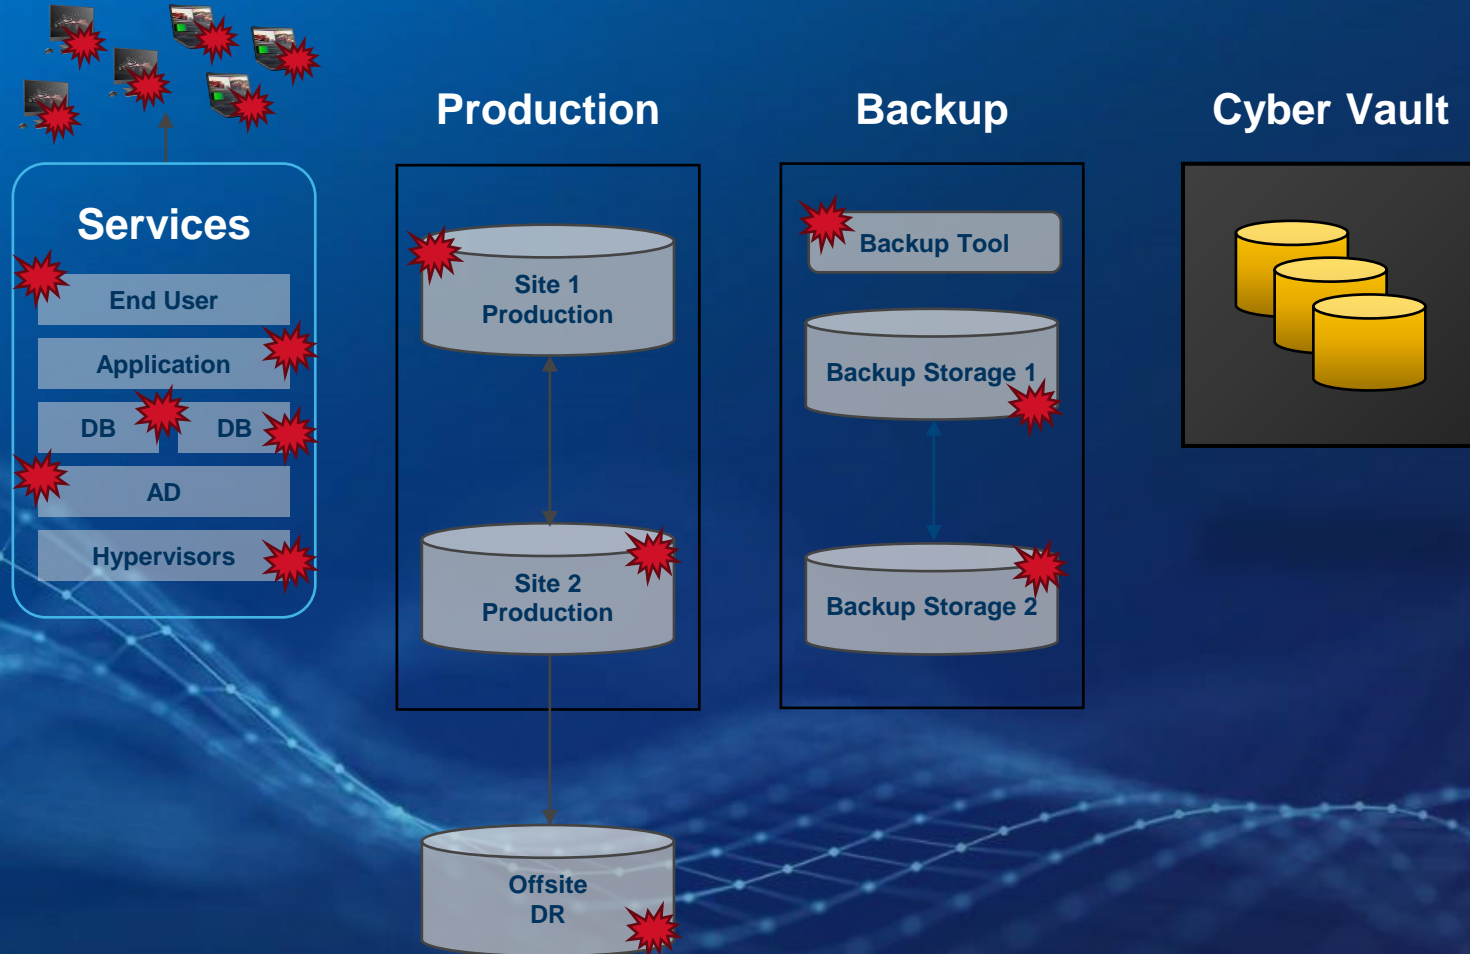 Production
Backup
Cyber Vault
Services
End User
Application
DB
DB
AD
Hypervisors
Site 1
Production
Site 2
Production
Offsite
DR
Backup Tool
Backup Storage 1
Backup Storage 2